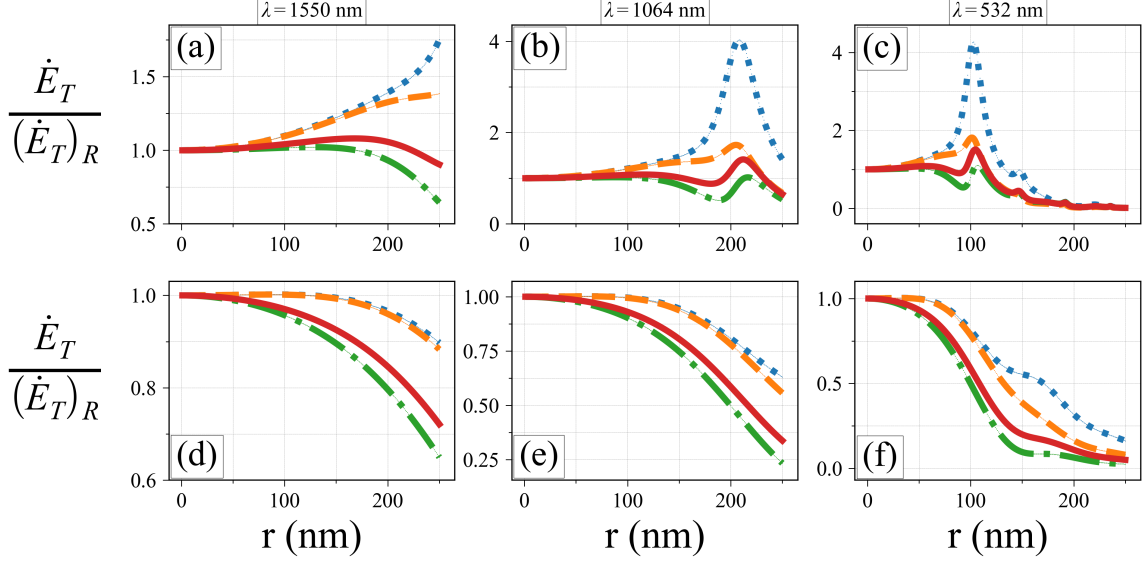 λ = 1550 nm
λ = 1064 nm
λ = 532 nm
(a)
(b)
(c)
Ė_T
(Ė_T)_R
1.5
1.0
0.5
0
100
200
4
2
0
0
100
200
4
2
0
0
100
200
Ė_T
(Ė_T)_R
1.0
0.8
0.6
0
100
200
1.00
0.75
0.50
0.25
0
100
200
1.0
0.5
0.0
0
100
200
(d)
(e)
(f)
r (nm)
r (nm)
r (nm)